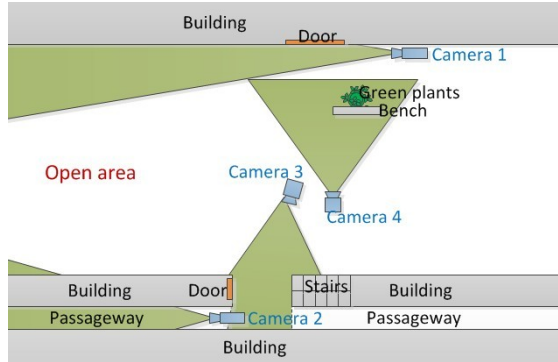 Building
Door
Camera 1
Green plants
Bench
Open area
Camera 3
Camera 4
Building
Door
Stairs
Building
Passageway
Camera 2
Passageway
Building